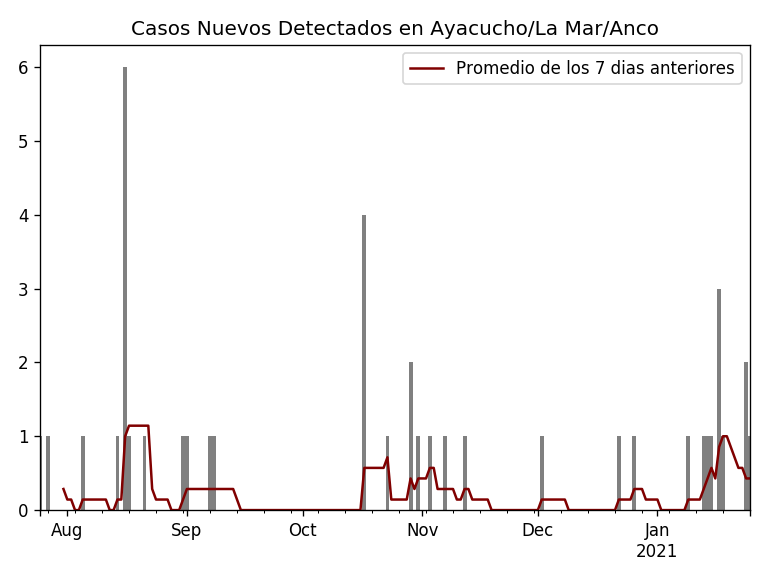 Casos Nuevos Detectados en Ayacucho/La Mar/Anco
Promedio de los 7 dias anteriores
6
5
4
3
2
1
0
Aug
Sep
Oct
Nov
Dec
Jan
2021